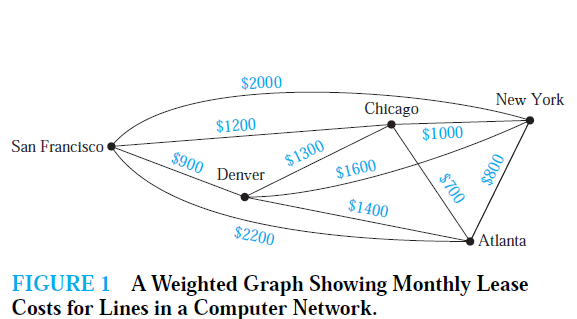 $2000
New York
Chicago
$1200
$1000
San Francisco
$900
Denver
$1300
$1600
$700
$800
$1400
$2200
Atlanta
FIGURE 1 A Weighted Graph Showing Monthly Lease
Costs for Lines in a Computer Network.